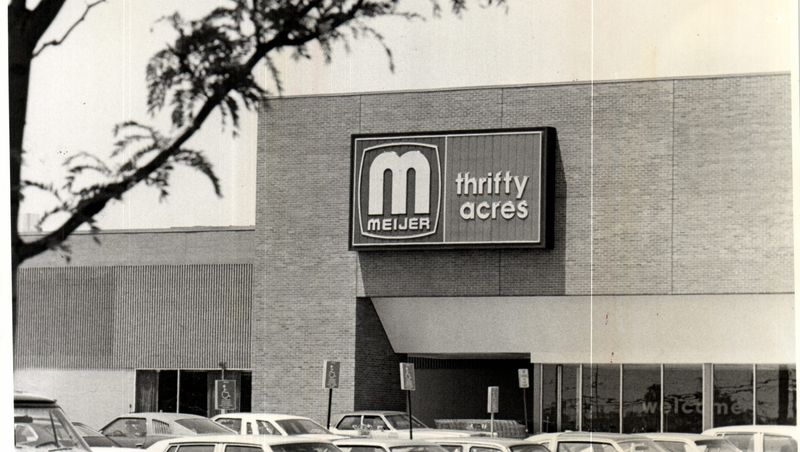 m
MEIJER
thrifty
acres
welcome